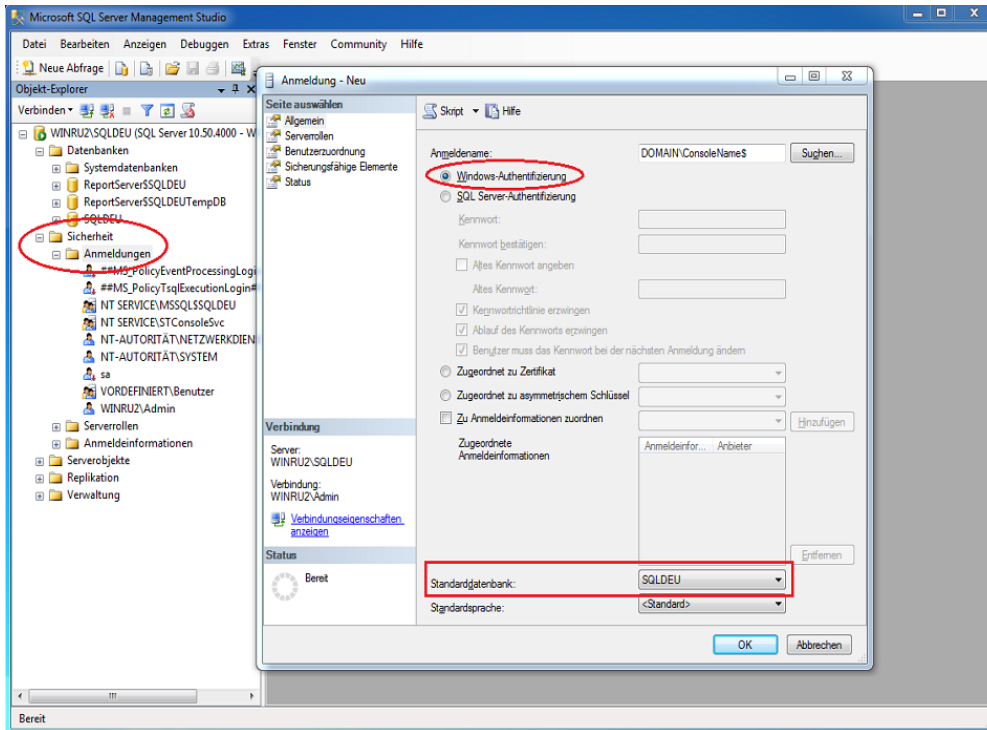 Microsoft SQL Server Management Studio
Datei Bearbeiten Anzeigen Debuggen Extras Fenster Community Hilfe
Neue Abfrage
Objekt-Explorer
Verbinden
WINRU2\SQLDEU (SQL Server 10.50.4000 - W
Datenbanken
Systemdatenbanken
ReportServer$SQLDEU
ReportServer$SQLDEUTempDB
SQLDEU
Sicherheit
Anmeldungen
##MS_PolicyEventProcessingLogi
##MS_PolicyTsqlExecutionLogin#
NT SERVICE\MSSQL$SQLDEU
NT SERVICE\STConsoleSvc
NT-AUTORITÄT\NETZWERKDIEN
NT-AUTORITÄT\SYSTEM
sa
VORDEFINIERT\Benutzer
WINRU2\Admin
Serverrollen
Anmeldeinformationen
Serverobjekte
Replikation
Verwaltung
Anmeldung - Neu
Seite auswählen
Allgemein
Serverrollen
Benutzerzuordnung
Sicherungsfähige Elemente
Status
Verbindung
Server:
WINRU2\SQLDEU
Verbindung:
WINRU2\Admin
Verbindungseigenschaften
anzeigen
Status
Bereit
Skript Hilfe
Anmeldename: DOMAIN\ConsoleName$ Suchen...
Windows-Authentifizierung
SQL Server-Authentifizierung
Kennwort:
Kennwort bestätigen:
Altes Kennwort angeben
Altes Kennwort:
Kennwortrichtlinie erzwingen
Ablauf des Kennworts erzwingen
Benutzer muss das Kennwort bei der nächsten Anmeldung ändern
Zugeordnet zu Zertifikat
Zugeordnet zu asymmetrischem Schlüssel
Zu Anmeldeinformationen zuordnen Hinzufügen
Zugeordnete
Anmeldeinformationen
Anmeldeinfor... Anbieter
Entfernen
Standarddatenbank: SQLDEU
Standardsprache: <Standard>
OK Abbrechen
Bereit